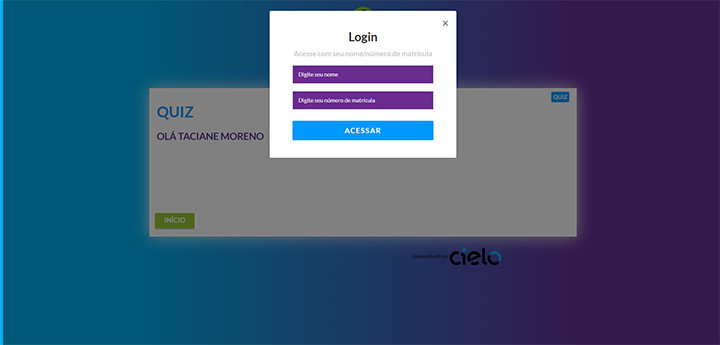 ×
Login
Acesse com seu nome/número de matrícula
Digite seu nome
Digite seu número de matrícula
ACESSAR
QUIZ
QUIZ
OLÁ TACIANE MORENO
INÍCIO
Desenvolvido por cielo